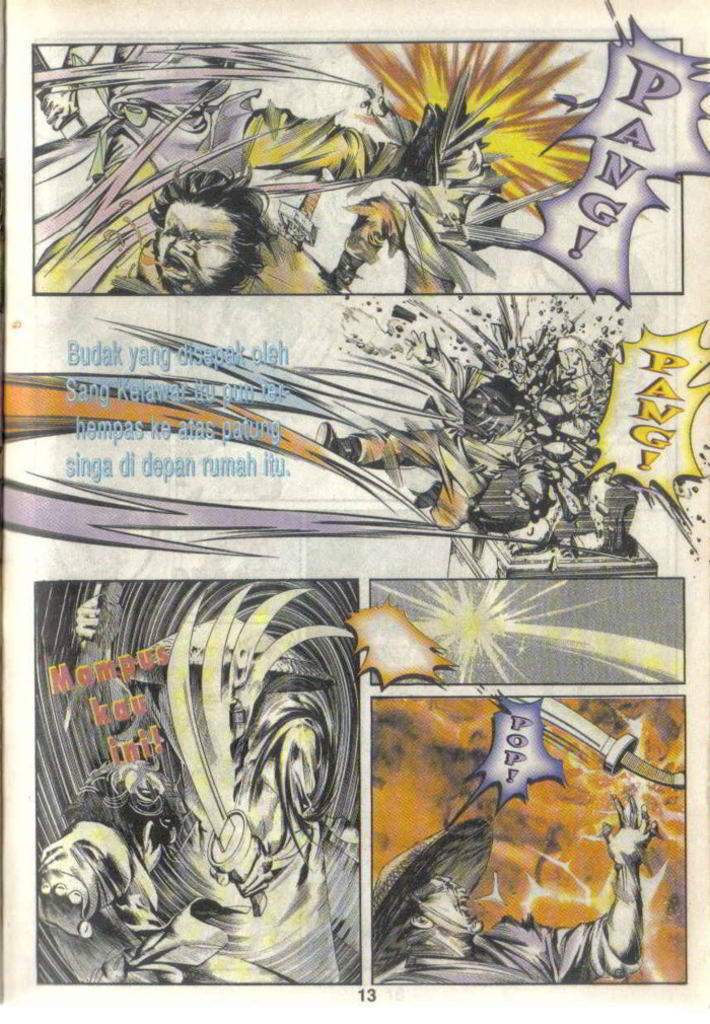 PANG!
Budak yang disepak oleh
Sang Kelawar itu pun ter-
hempas ke atas patung
singa di depan rumah itu.
PANG!
Mampus
kau
ini!
POP!
13